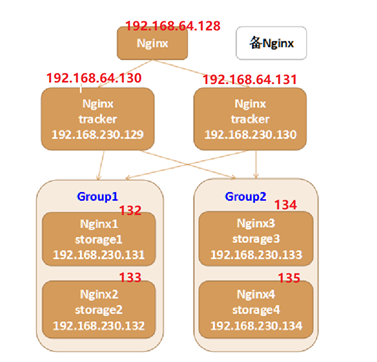 192.168.64.128
Nginx
备Nginx
192.168.64.130
192.168.64.131
Nginx
tracker
192.168.230.129
Nginx
tracker
192.168.230.130
Group1
132
Nginx1
storage1
192.168.230.131
133
Nginx2
storage2
192.168.230.132
Group2
134
Nginx3
storage3
192.168.230.133
135
Nginx4
storage4
192.168.230.134